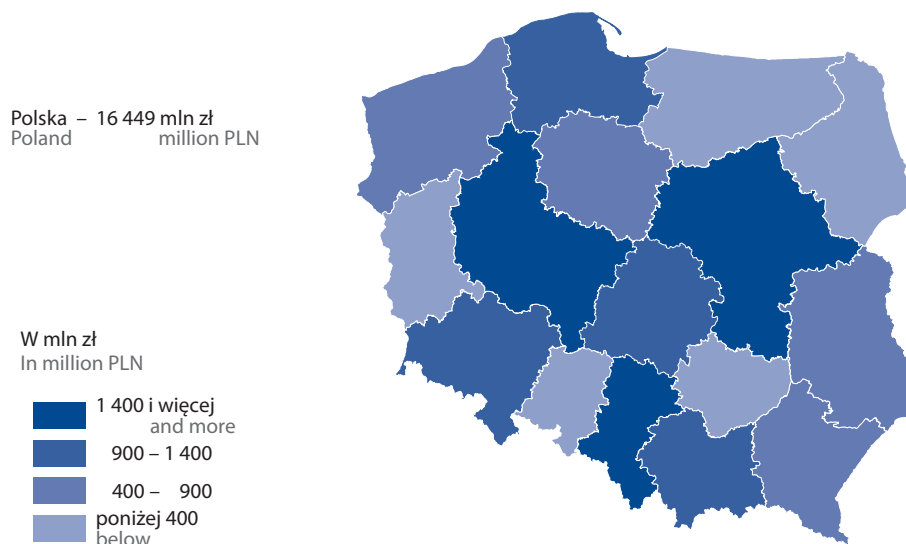 Polska – 16 449 mln zł
Poland million PLN
W mln zł
In million PLN
1 400 i więcej
and more
900 – 1 400
400 – 900
poniżej 400
below